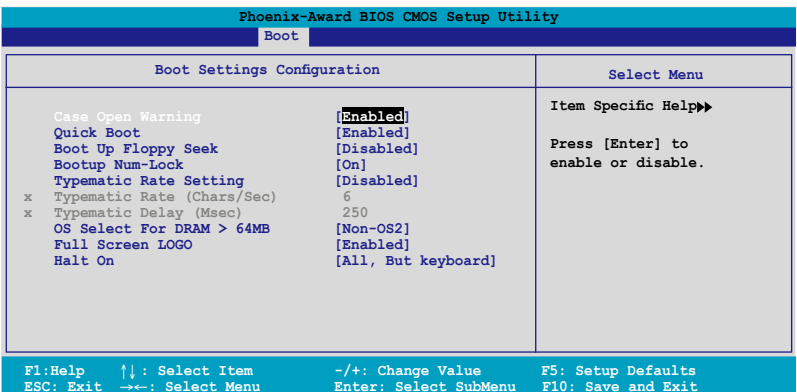 Phoenix-Award BIOS CMOS Setup Utility
Boot
Boot Settings Configuration
Select Menu
Case Open Warning [Enabled]
Quick Boot [Enabled]
Boot Up Floppy Seek [Disabled]
Bootup Num-Lock [On]
Typematic Rate Setting [Disabled]
x Typematic Rate (Chars/Sec) 6
x Typematic Delay (Msec) 250
OS Select For DRAM > 64MB [Non-OS2]
Full Screen LOGO [Enabled]
Halt On [All, But keyboard]
Item Specific Help▶▶
Press [Enter] to
enable or disable.
F1:Help ↑↓ : Select Item -/+: Change Value F5: Setup Defaults
ESC: Exit →←: Select Menu Enter: Select SubMenu F10: Save and Exit